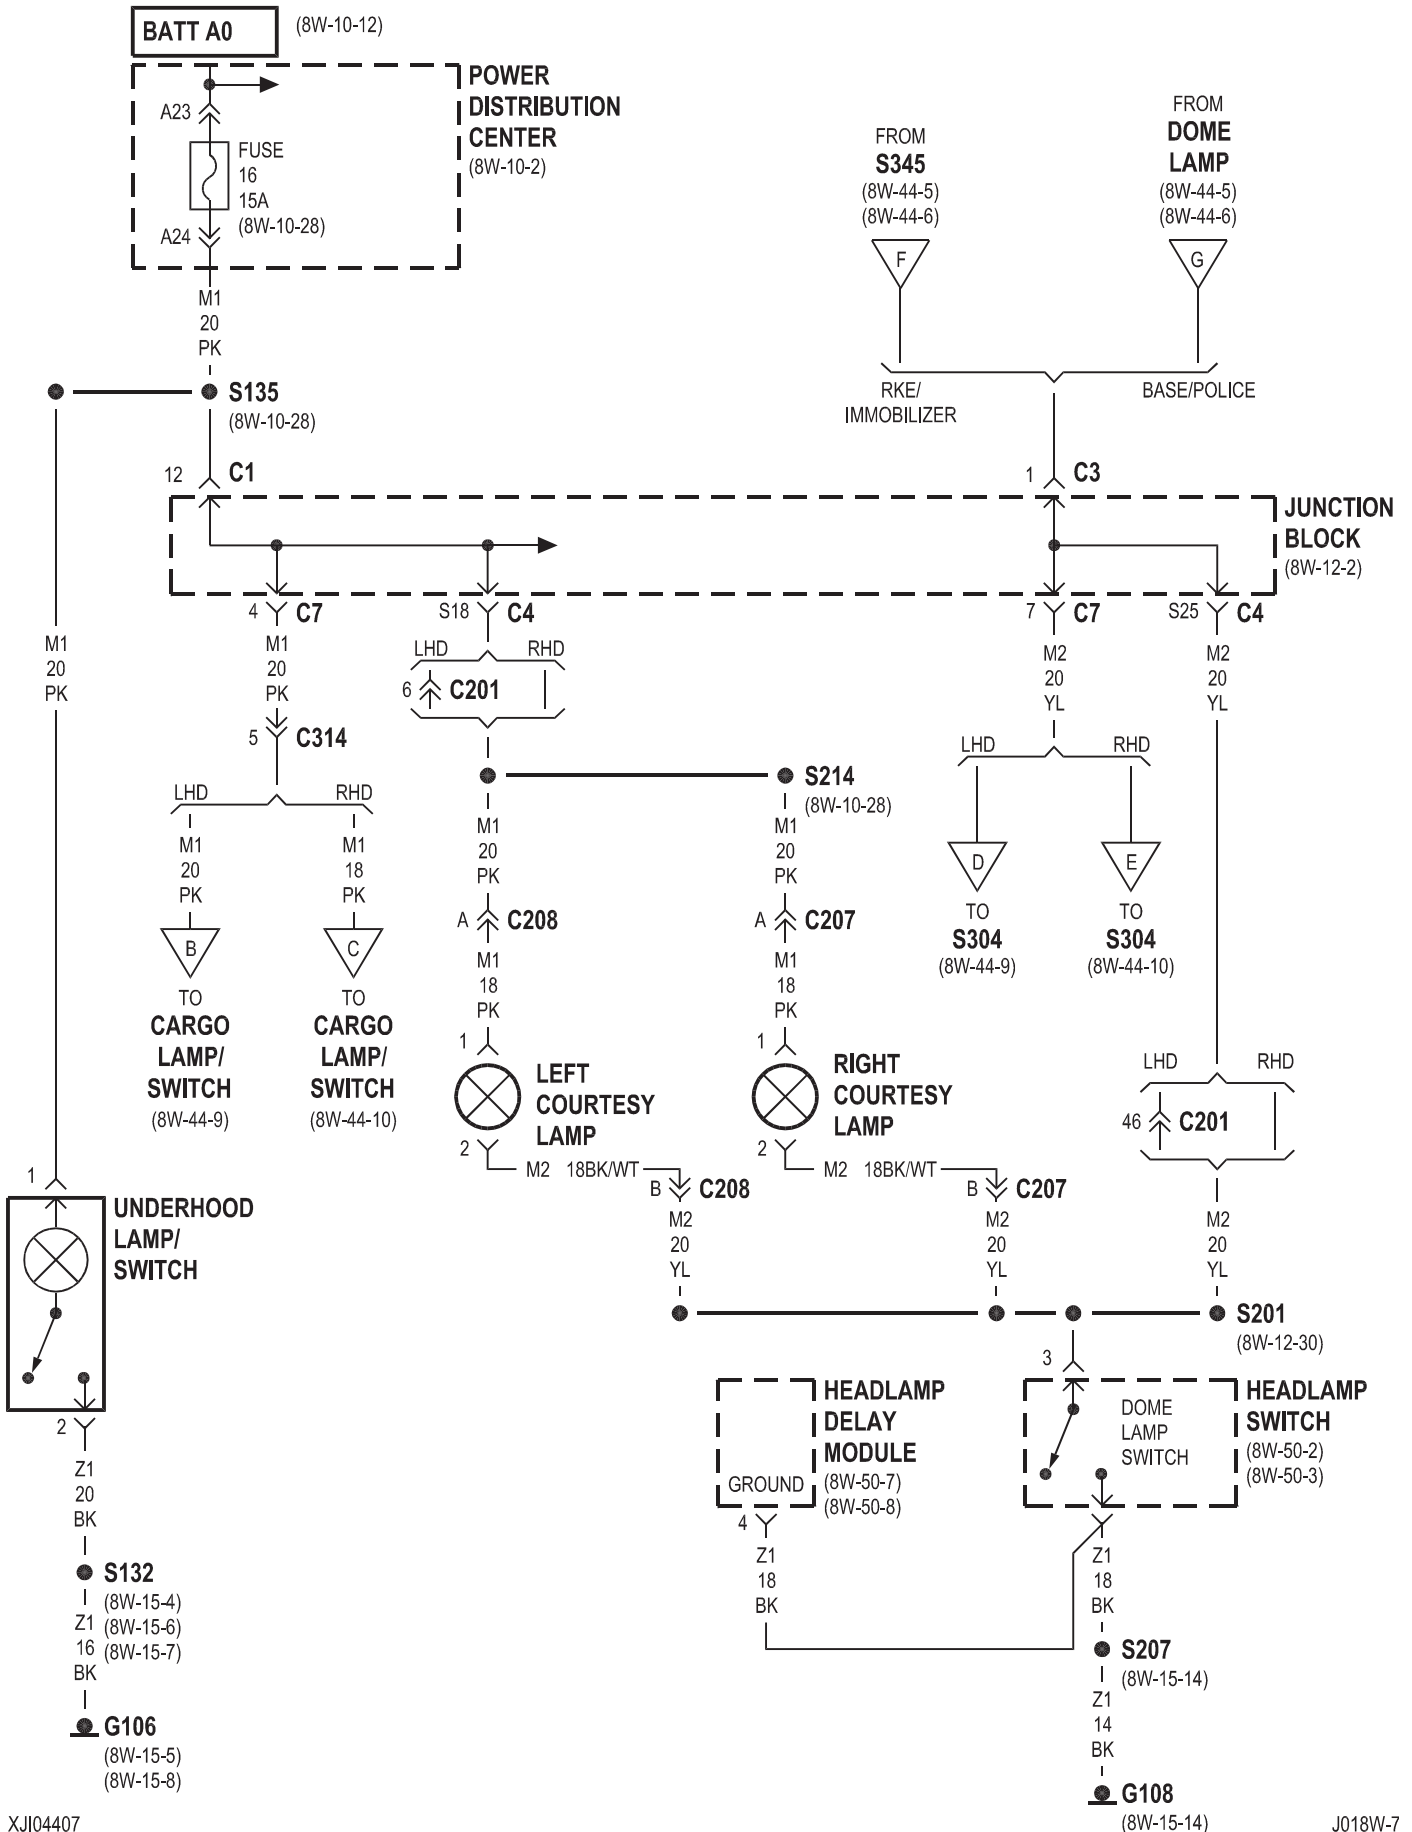 BATT A0
(8W-10-12)
POWER
DISTRIBUTION
CENTER
(8W-10-2)
A23
FUSE
16
15A
(8W-10-28)
A24
M1
20
PK
S135
(8W-10-28)
FROM
S345
(8W-44-5)
(8W-44-6)
F
FROM
DOME
LAMP
(8W-44-5)
(8W-44-6)
G
RKE/
IMMOBILIZER
BASE/POLICE
12
C1
1
C3
JUNCTION
BLOCK
(8W-12-2)
4
C7
S18
C4
7
C7
S25
C4
M1
20
PK
M1
20
PK
LHD
RHD
6
C201
M2
20
YL
M2
20
YL
5
C314
LHD
RHD
M1
20
PK
M1
18
PK
B
C
TO
CARGO
LAMP/
SWITCH
(8W-44-9)
TO
CARGO
LAMP/
SWITCH
(8W-44-10)
S214
(8W-10-28)
M1
20
PK
M1
20
PK
A
C208
A
C207
M1
18
PK
M1
18
PK
1
LEFT
COURTESY
LAMP
2
1
RIGHT
COURTESY
LAMP
2
LHD
RHD
D
E
TO
S304
(8W-44-9)
TO
S304
(8W-44-10)
LHD
RHD
46
C201
M2
18BK/WT
B
C208
M2
18BK/WT
B
C207
M2
20
YL
M2
20
YL
M2
20
YL
S201
(8W-12-30)
1
UNDERHOOD
LAMP/
SWITCH
2
Z1
20
BK
S132
(8W-15-4)
(8W-15-6)
(8W-15-7)
Z1
16
BK
G106
(8W-15-5)
(8W-15-8)
HEADLAMP
DELAY
MODULE
(8W-50-7)
(8W-50-8)
GROUND
4
Z1
18
BK
3
DOME
LAMP
SWITCH
HEADLAMP
SWITCH
(8W-50-2)
(8W-50-3)
Z1
18
BK
S207
(8W-15-14)
Z1
14
BK
G108
(8W-15-14)
XJI04407
J018W-7